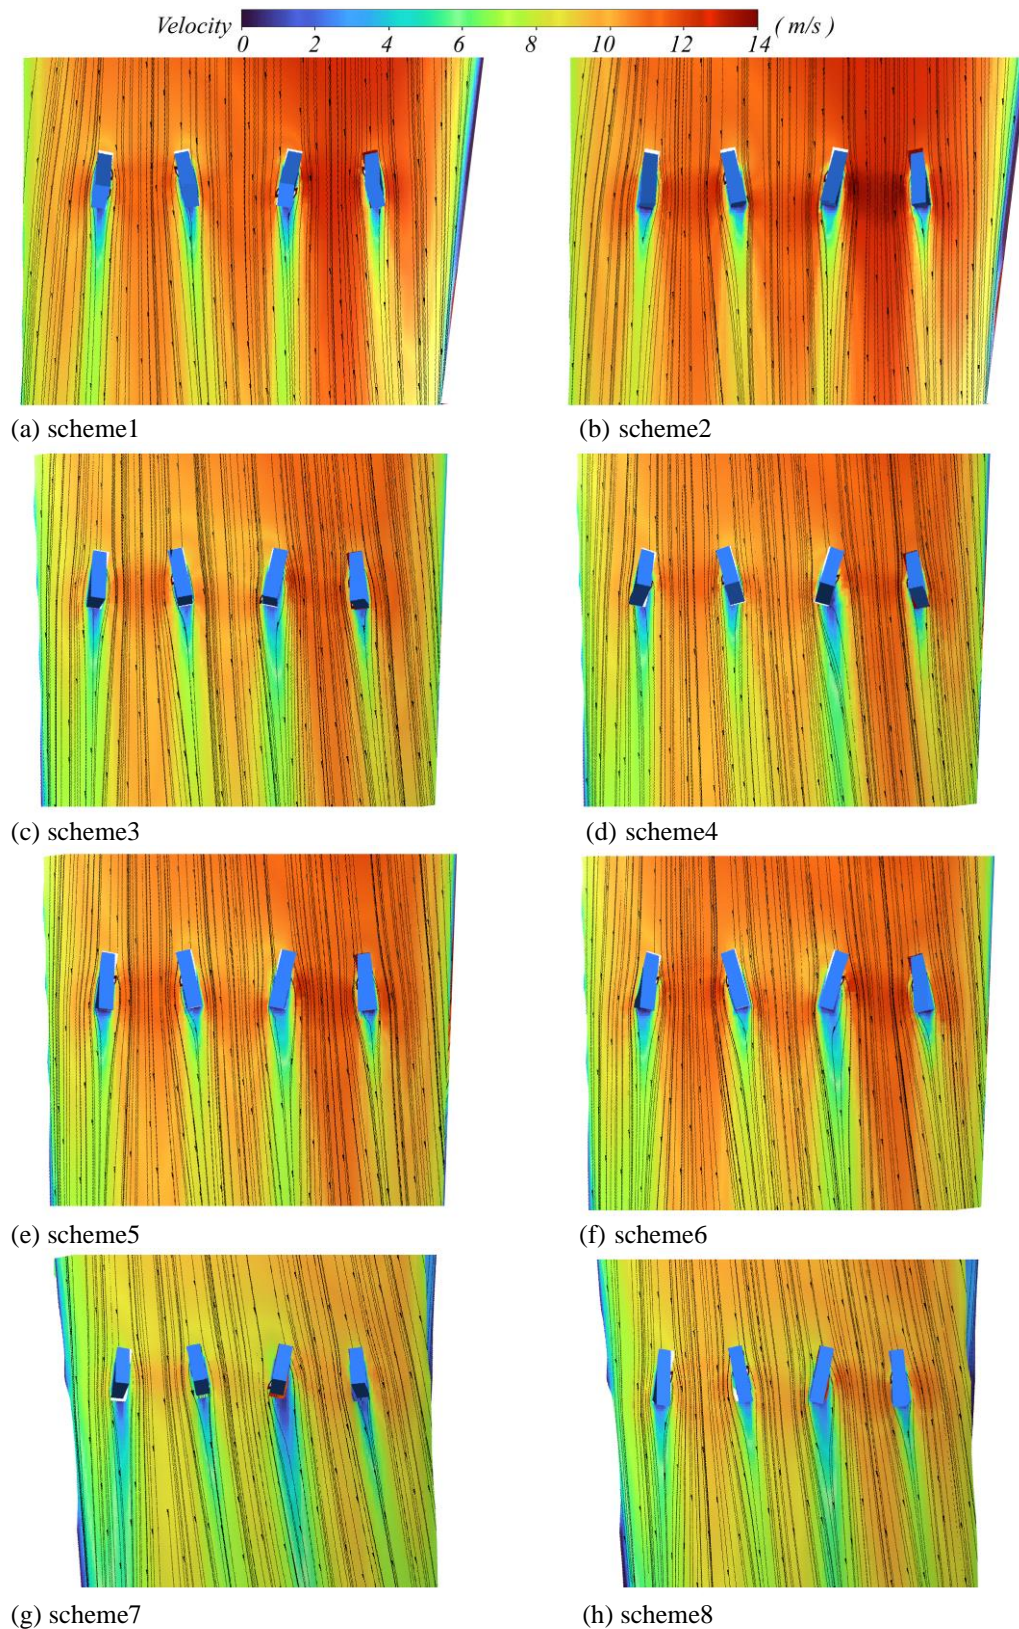 Velocity 0 2 4 6 8 10 12 14 ( m/s )
(a) scheme1 (b) scheme2
(c) scheme3 (d) scheme4
(e) scheme5 (f) scheme6
(g) scheme7 (h) scheme8